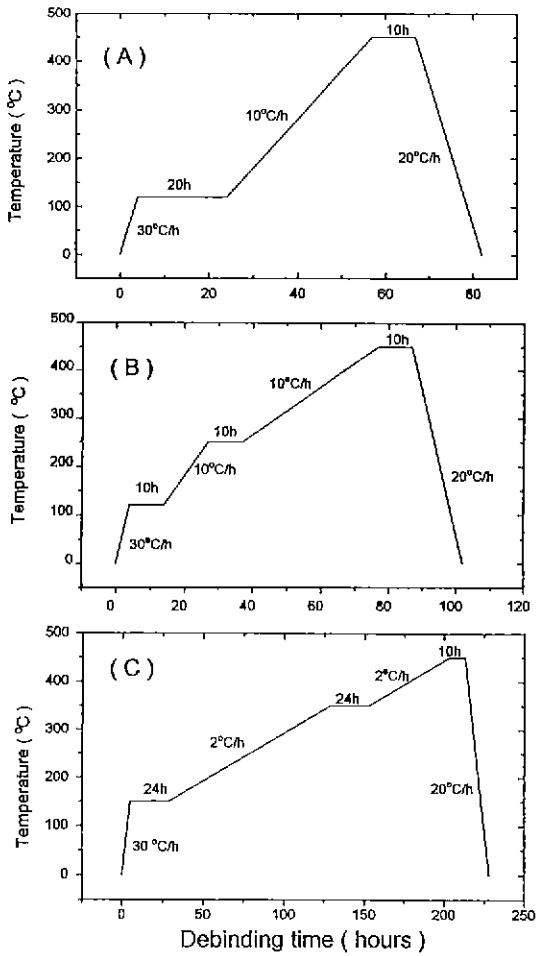 (A)
10h
10°C/h
20h
30°C/h
20°C/h
Temperature (°C)
500
400
300
200
100
0
0 20 40 60 80
(B)
10h
10°C/h
10h
10°C/h
10h
30°C/h
20°C/h
Temperature (°C)
500
400
300
200
100
0
0 20 40 60 80 100 120
(C)
10h
2°C/h
24h
2°C/h
24h
30 °C/h
20°C/h
Temperature (°C)
500
400
300
200
100
0
0 50 100 150 200 250
Debinding time ( hours )